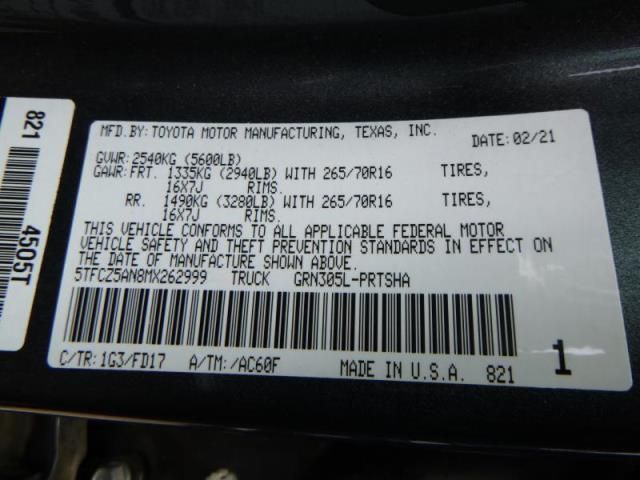 MFD.BY: TOYOTA MOTOR MANUFACTURING, TEXAS, INC. DATE: 02/21
GVWR: 2540KG (5600LB)
GAWR: FRT. 1335KG (2940LB) WITH 265/70R16 TIRES,
16X7J RIMS.
RR. 1490KG (3280LB) WITH 265/70R16 TIRES,
16X7J RIMS.
THIS VEHICLE CONFORMS TO ALL APPLICABLE FEDERAL MOTOR
VEHICLE SAFETY AND THEFT PREVENTION STANDARDS IN EFFECT ON
THE DATE OF MANUFACTURE SHOWN ABOVE.
5TFCZ5AN8MX262999 TRUCK GRN305L-PRTSHA
C/TR: 1G3/FD17 A/TM: /AC60F MADE IN U.S.A. 821 1
821 4505T